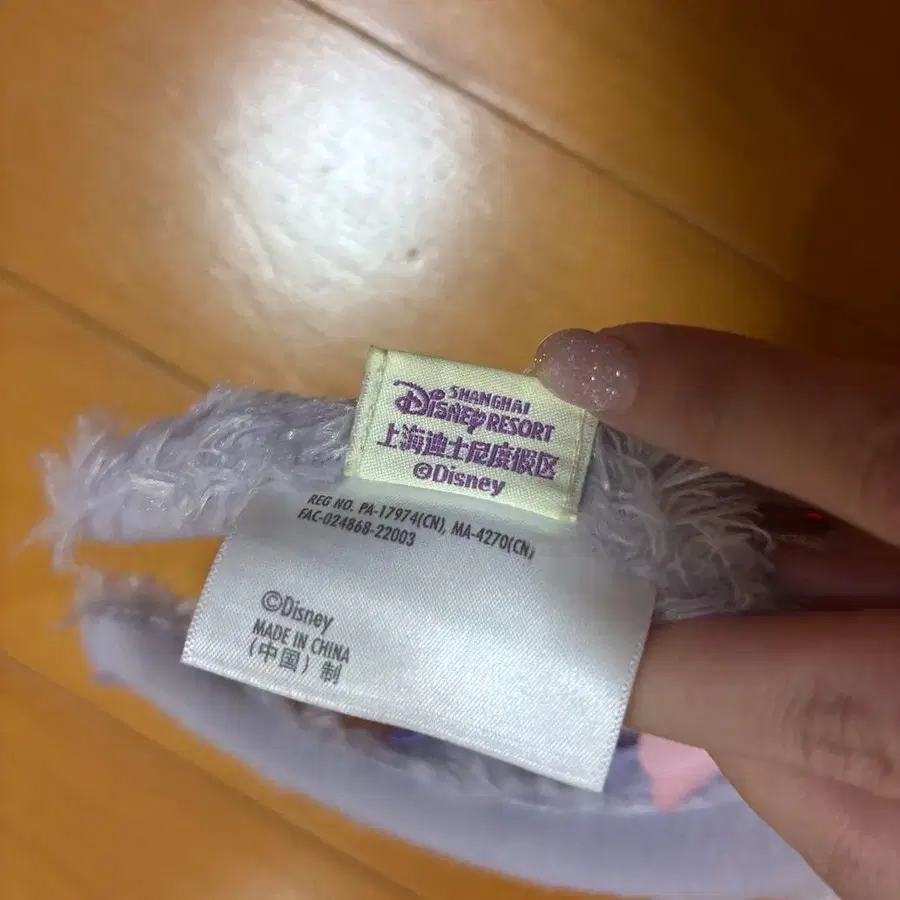 SHANGHAI
Disney RESORT
上海迪士尼度假区
©Disney
REG NO. PA-17974(CN), MA-4270(CN)
FAC-024868-22003
©Disney
MADE IN CHINA
(中国) 制